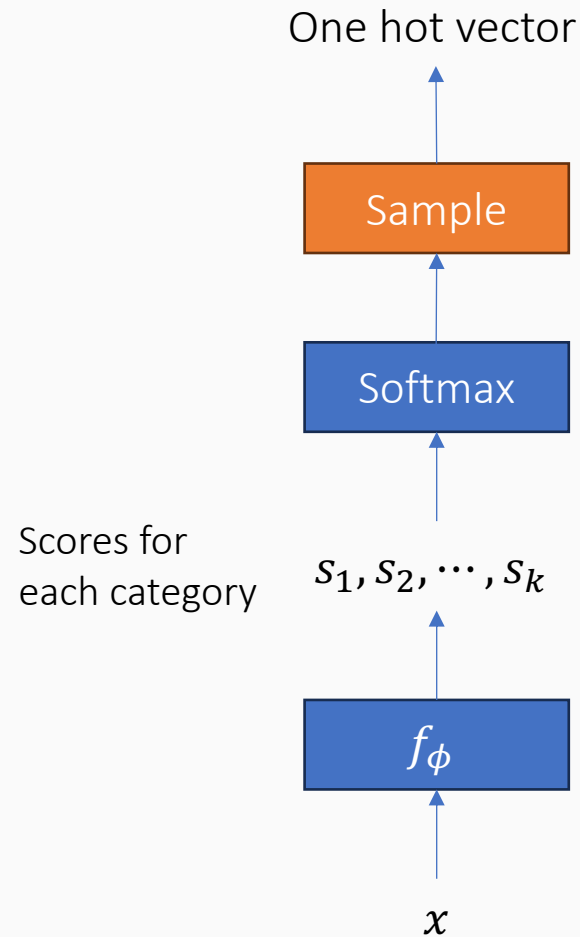 One hot vector
Sample
Softmax
Scores for
each category
s₁, s₂, ⋯ , sₖ
f_ϕ
x